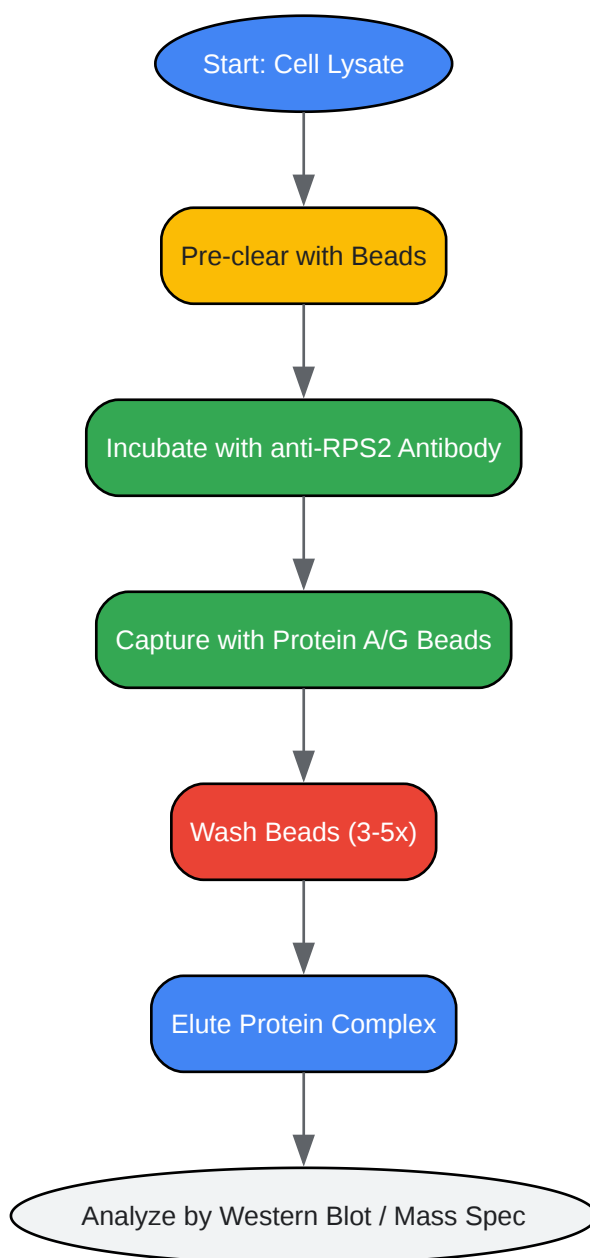 Start: Cell Lysate
Pre-clear with Beads
Incubate with anti-RPS2 Antibody
Capture with Protein A/G Beads
Wash Beads (3-5x)
Elute Protein Complex
Analyze by Western Blot / Mass Spec